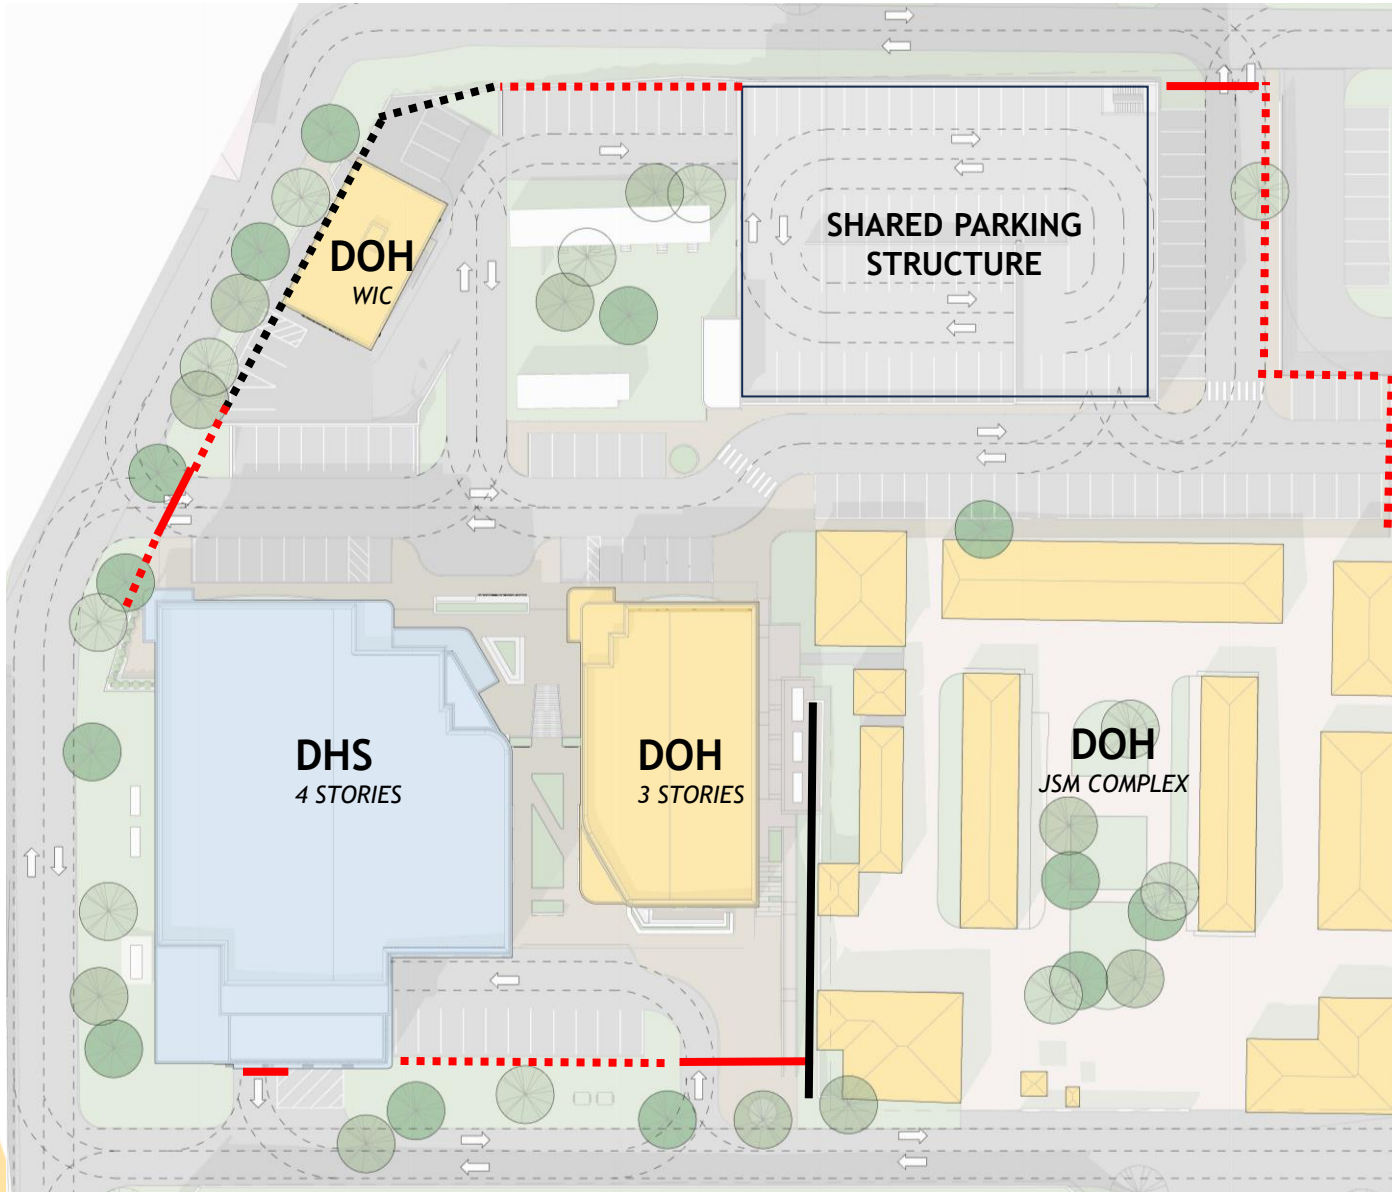 SHARED PARKING
STRUCTURE
DOH
WIC
DHS
4 STORIES
DOH
3 STORIES
DOH
JSM COMPLEX